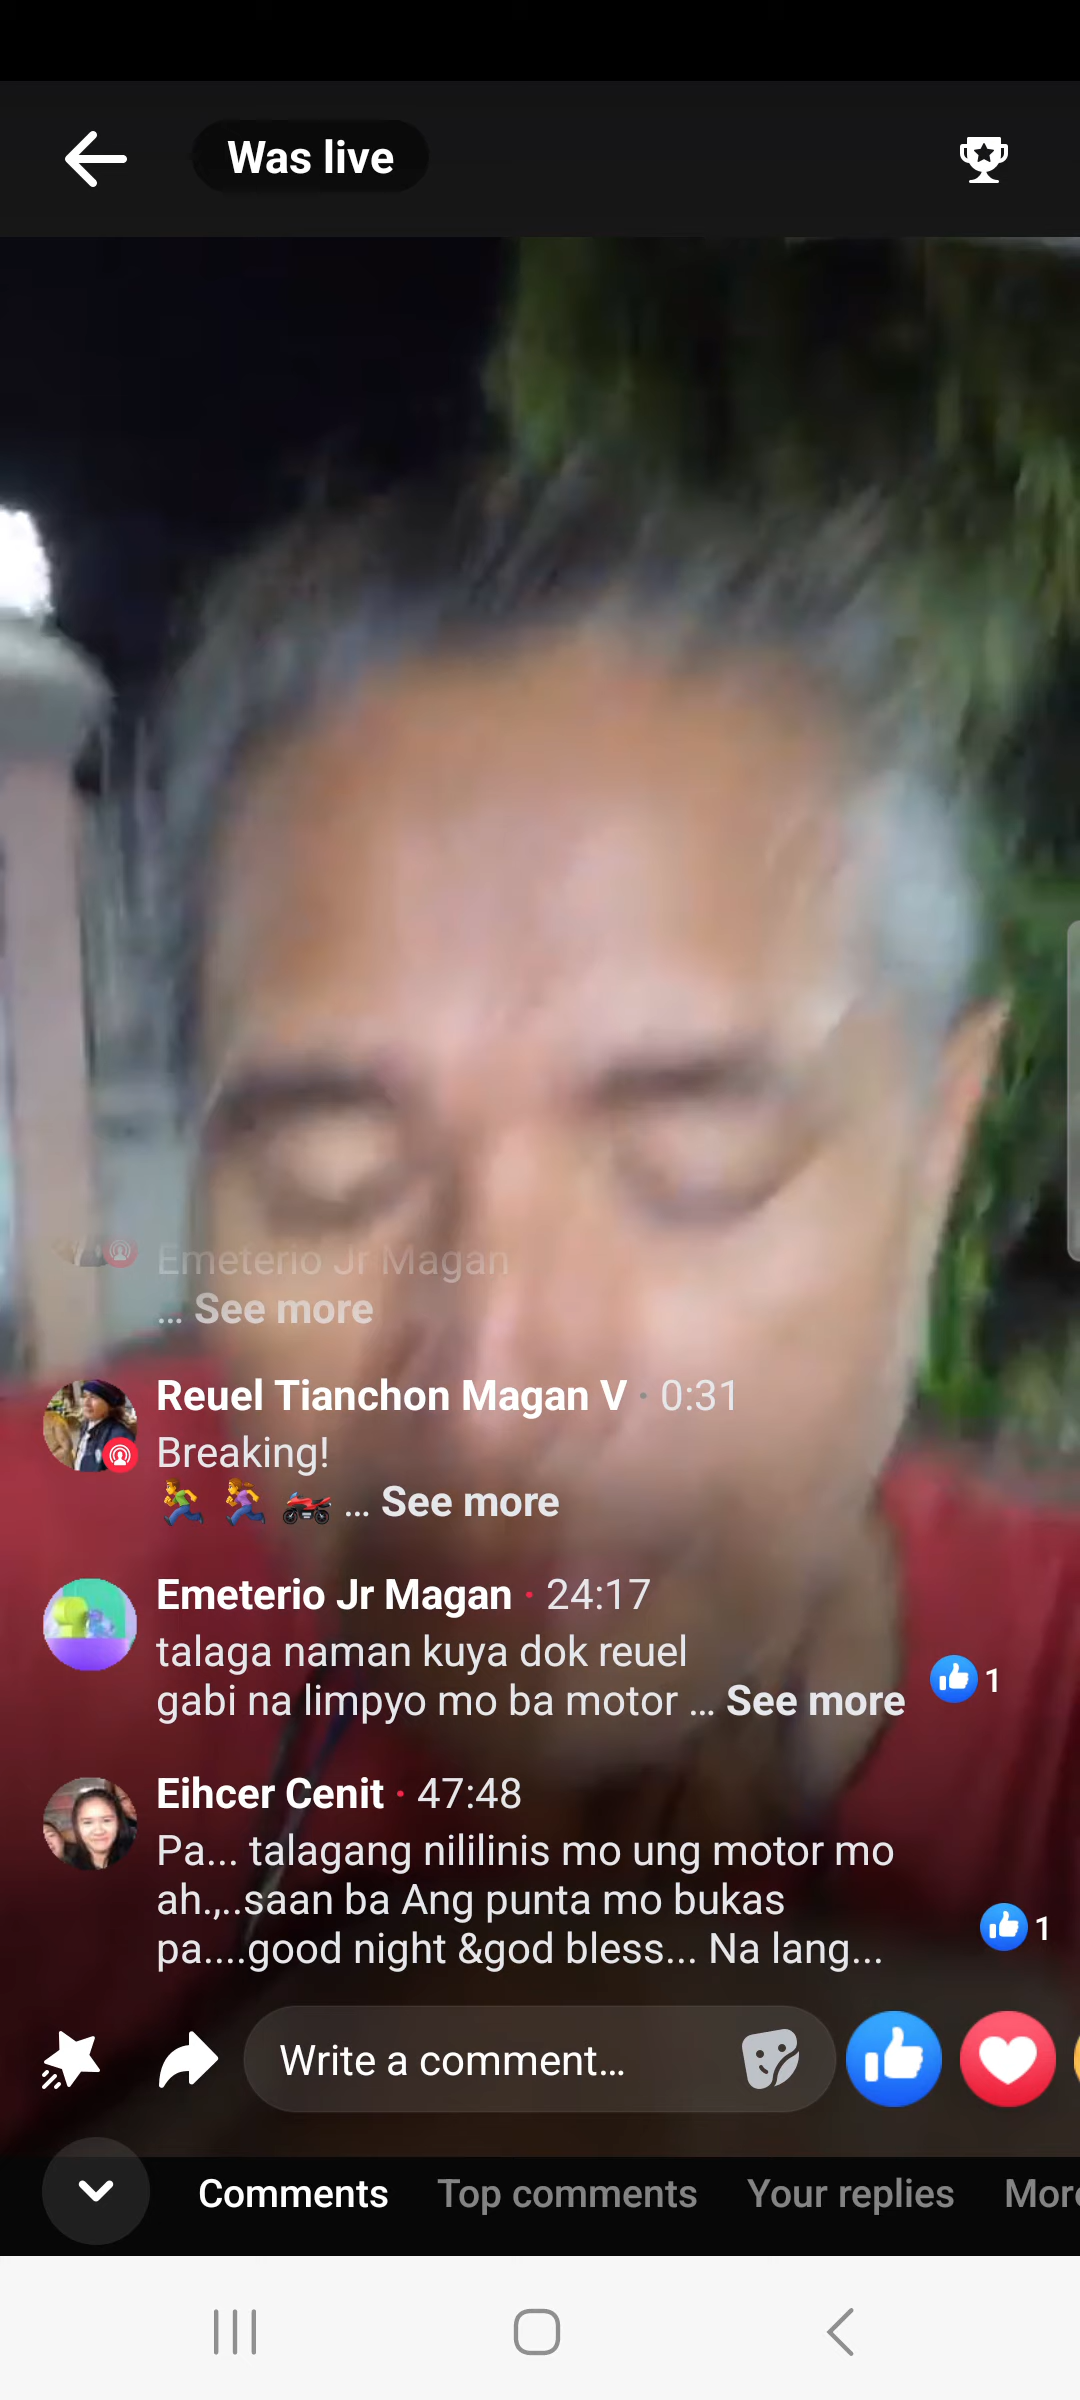 Was live
Emeterio Jr Magan
... See more
Reuel Tianchon Magan V · 0:31
Breaking!
🏃‍♂️ 🏃‍♀️ 🏍️ ... See more
Emeterio Jr Magan · 24:17
talaga naman kuya dok reuel
gabi na limpyo mo ba motor ... See more
1
Eihcer Cenit · 47:48
Pa... talagang nililinis mo ung motor mo
ah.,..saan ba Ang punta mo bukas
pa....good night &god bless... Na lang...
1
Write a comment...
Comments Top comments Your replies More